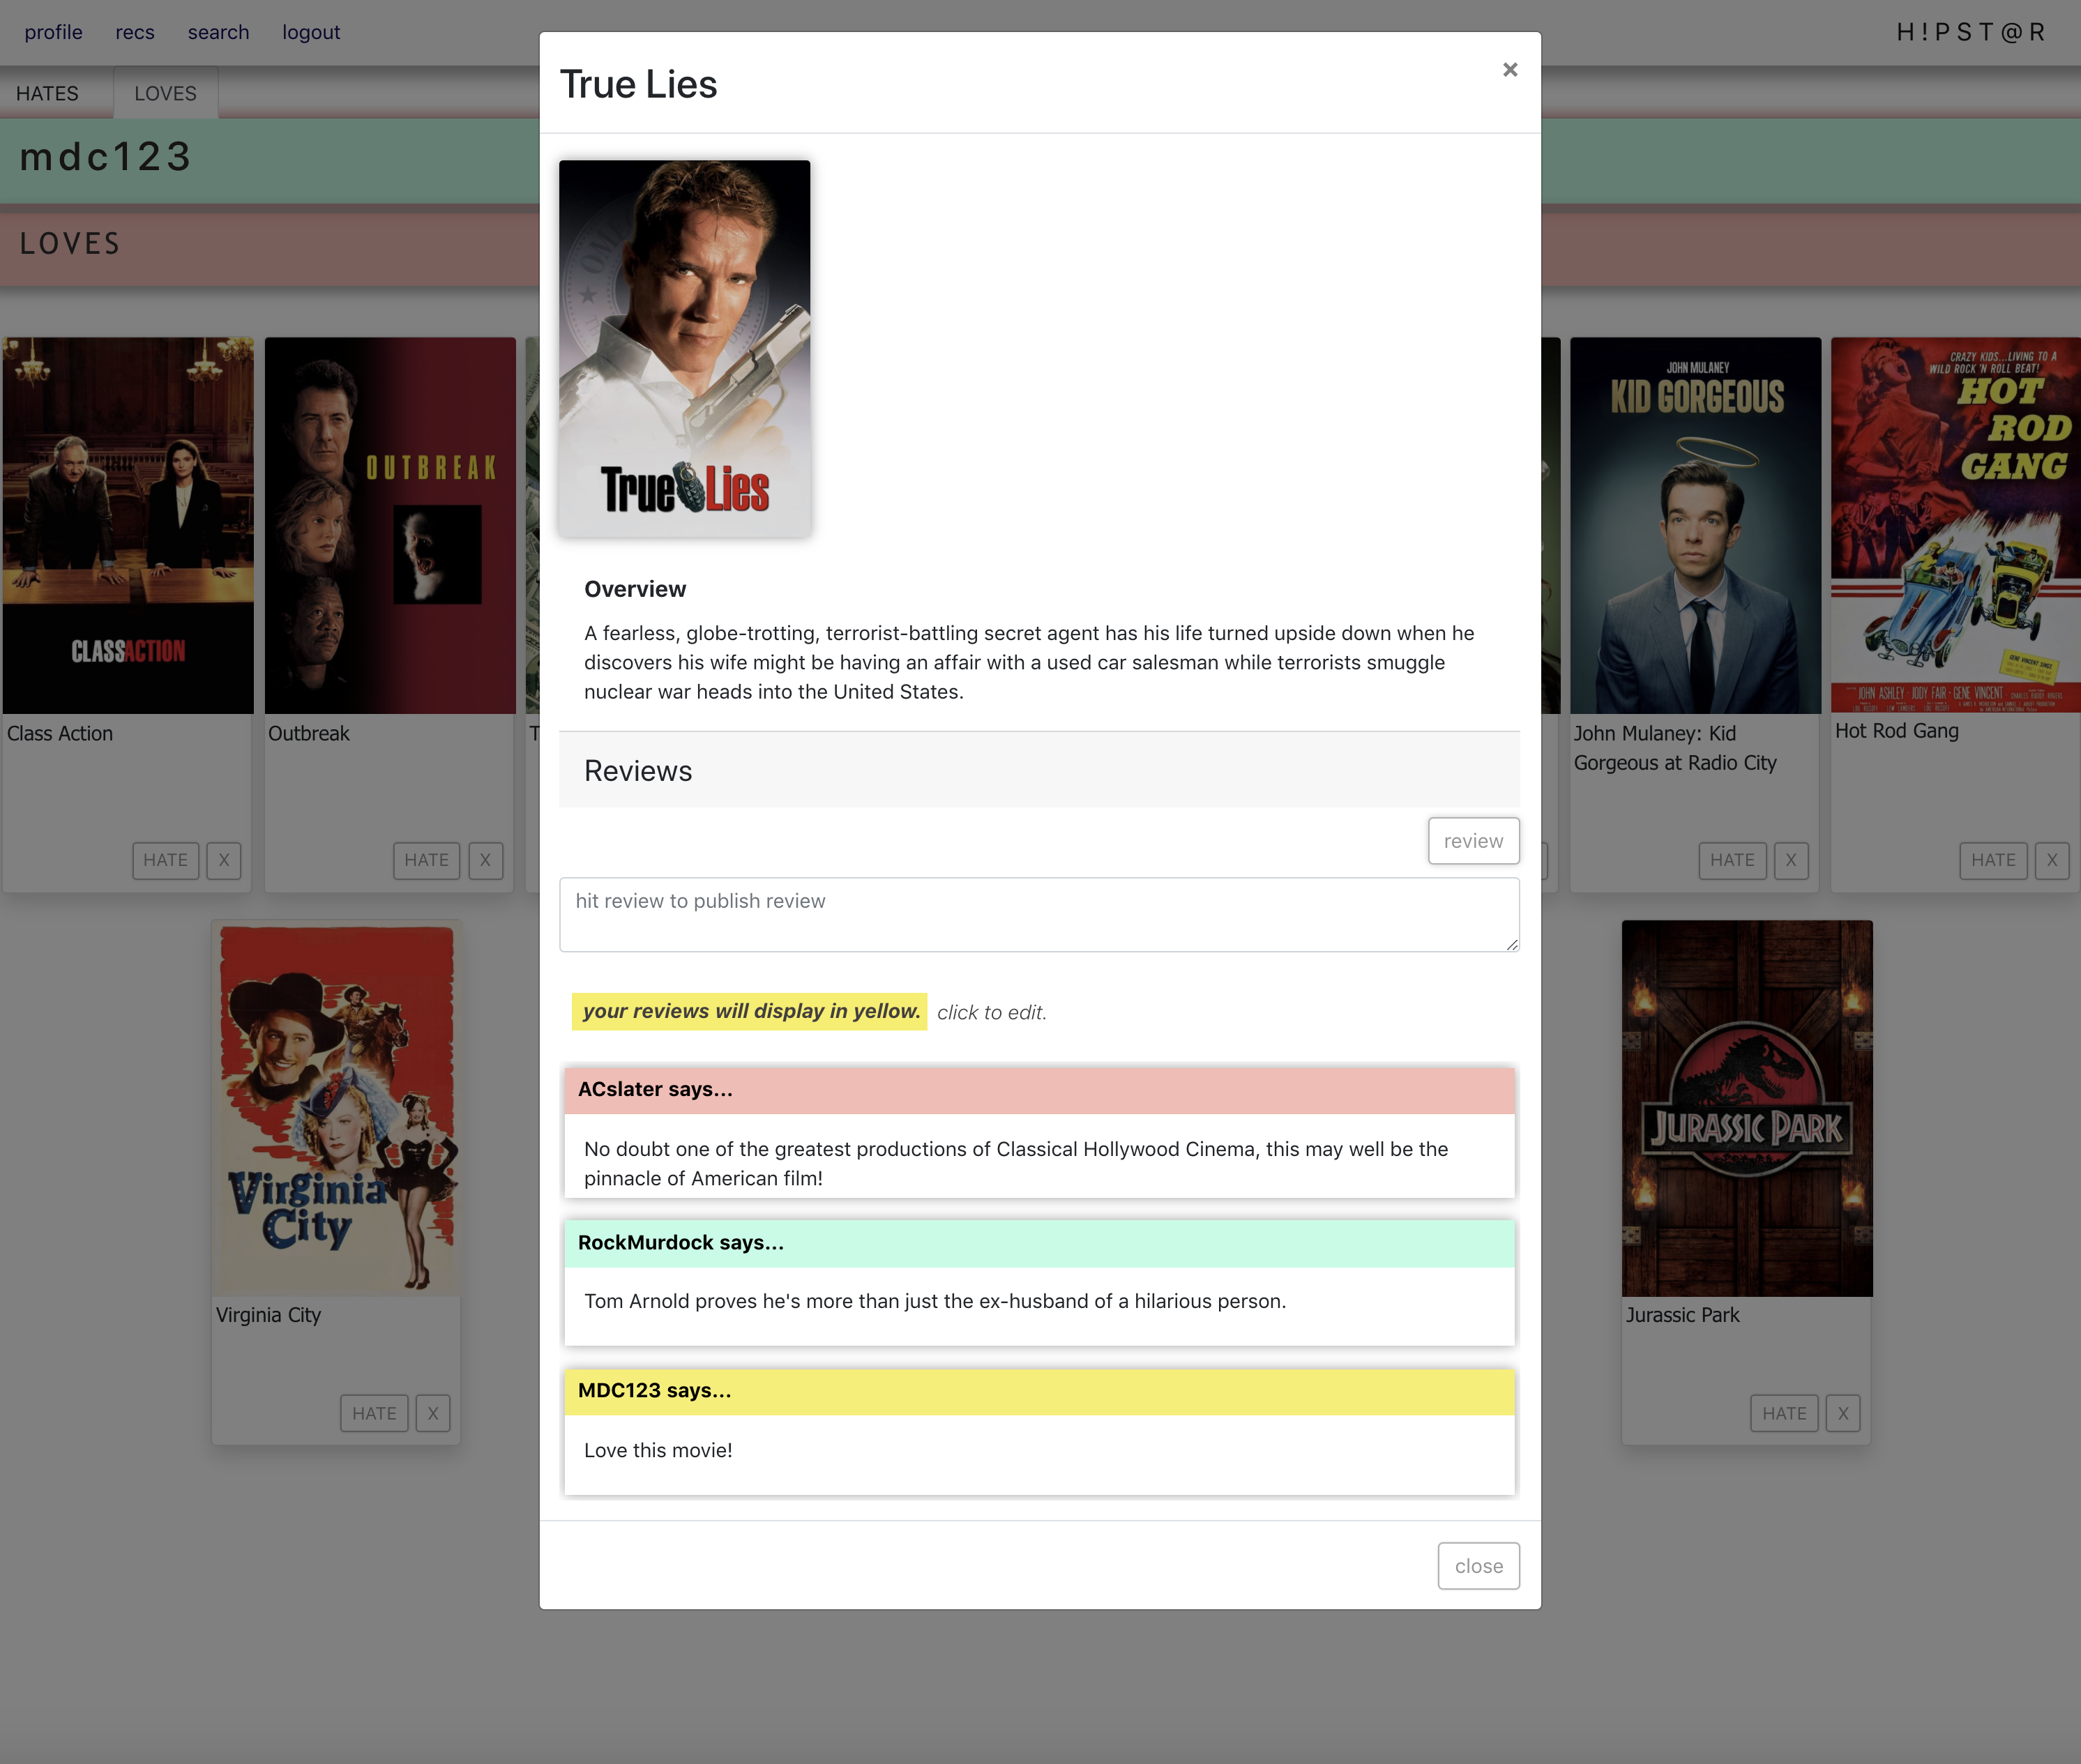 profile recs search logout
H!PST@R
HATES LOVES
mdc123
LOVES
True Lies
×
True Lies
Overview
A fearless, globe-trotting, terrorist-battling secret agent has his life turned upside down when he
discovers his wife might be having an affair with a used car salesman while terrorists smuggle
nuclear war heads into the United States.
Reviews
review
hit review to publish review
your reviews will display in yellow. click to edit.
ACslater says...
No doubt one of the greatest productions of Classical Hollywood Cinema, this may well be the
pinnacle of American film!
RockMurdock says...
Tom Arnold proves he's more than just the ex-husband of a hilarious person.
MDC123 says...
Love this movie!
close
CLASS ACTION
Class Action
HATE X
OUTBREAK
Outbreak
HATE X
T
JOHN MULANEY
KID GORGEOUS
John Mulaney: Kid
Gorgeous at Radio City
HATE X
CRAZY KIDS...LIVING TO A
WILD ROCK 'N ROLL BEAT!
HOT
ROD
GANG
JOHN ASHLEY · JODY FAIR · GENE VINCENT
Hot Rod Gang
HATE X
Virginia
City
Virginia City
HATE X
JURASSIC PARK
Jurassic Park
HATE X